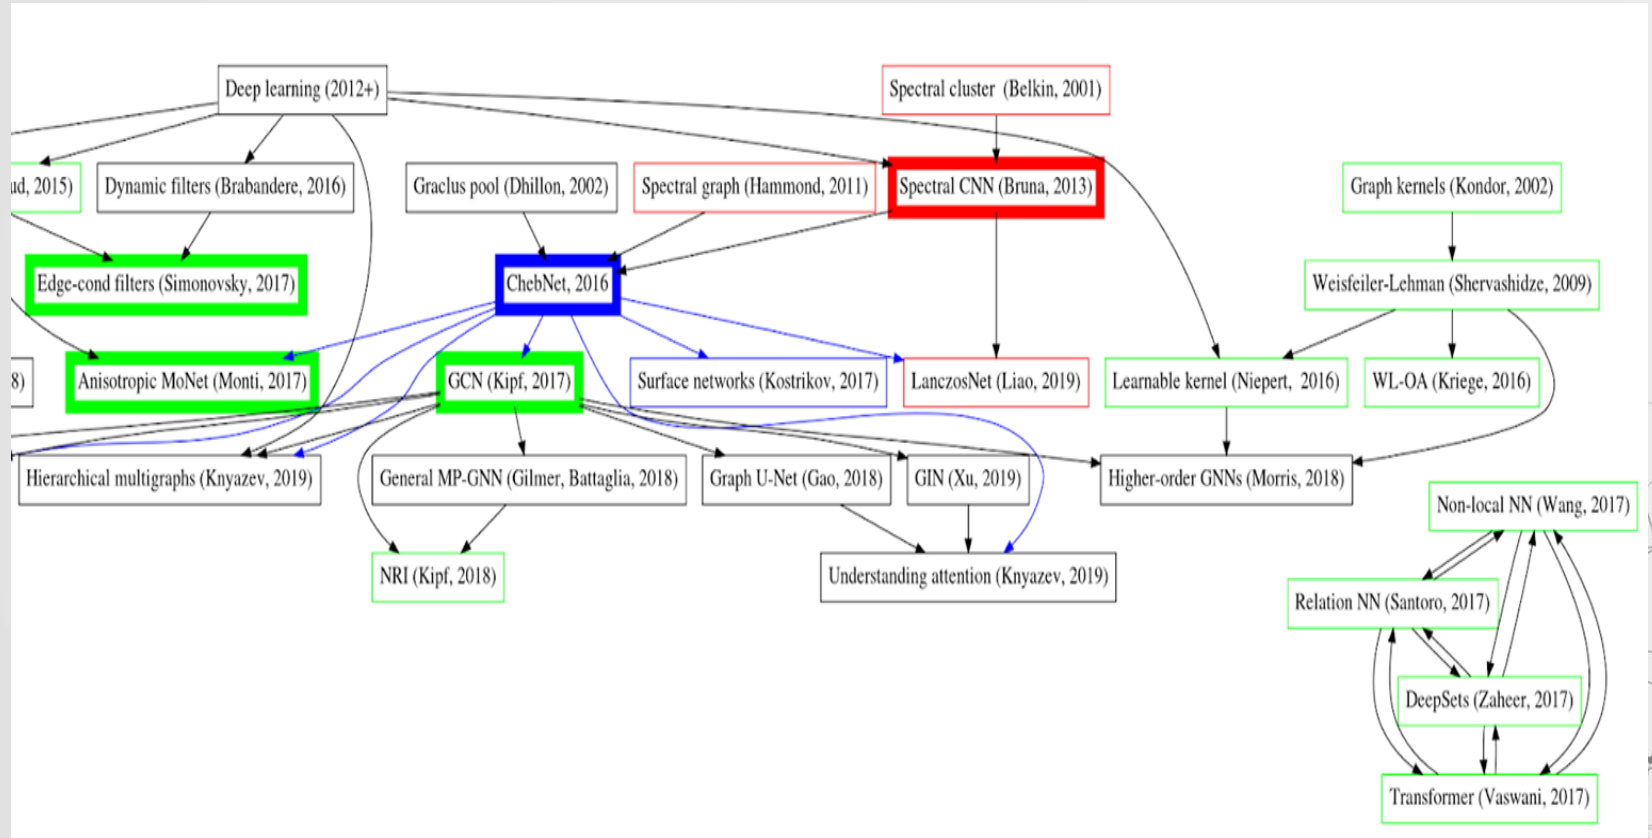 Deep learning (2012+)
Spectral cluster (Belkin, 2001)
ud, 2015)
Dynamic filters (Brabandere, 2016)
Graclus pool (Dhillon, 2002)
Spectral graph (Hammond, 2011)
Spectral CNN (Bruna, 2013)
Graph kernels (Kondor, 2002)
Edge-cond filters (Simonovsky, 2017)
ChebNet, 2016
Weisfeiler-Lehman (Shervashidze, 2009)
8)
Anisotropic MoNet (Monti, 2017)
GCN (Kipf, 2017)
Surface networks (Kostrikov, 2017)
LanczosNet (Liao, 2019)
Learnable kernel (Niepert, 2016)
WL-OA (Kriege, 2016)
Hierarchical multigraphs (Knyazev, 2019)
General MP-GNN (Gilmer, Battaglia, 2018)
Graph U-Net (Gao, 2018)
GIN (Xu, 2019)
Higher-order GNNs (Morris, 2018)
Non-local NN (Wang, 2017)
NRI (Kipf, 2018)
Understanding attention (Knyazev, 2019)
Relation NN (Santoro, 2017)
DeepSets (Zaheer, 2017)
Transformer (Vaswani, 2017)